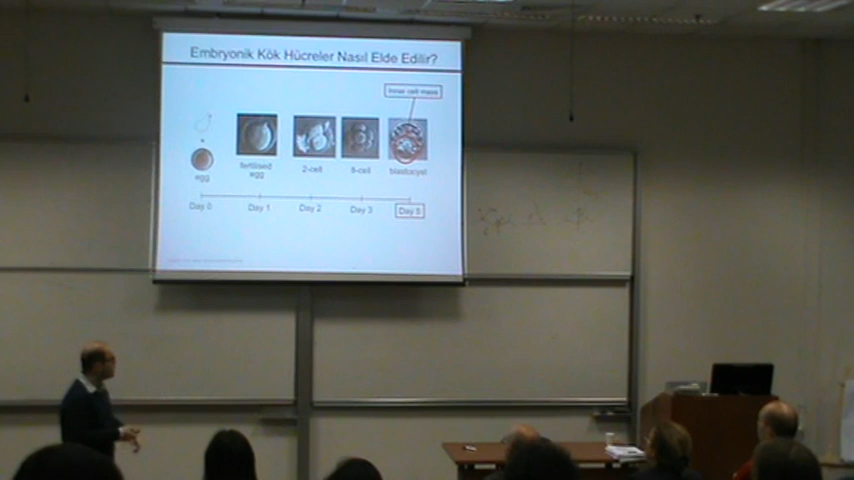 Embryonik Kök Hücreler Nasıl Elde Edilir?
Inner cell mass
egg
fertilised
egg
2-cell
8-cell
blastocyst
Day 0
Day 1
Day 2
Day 3
Day 5